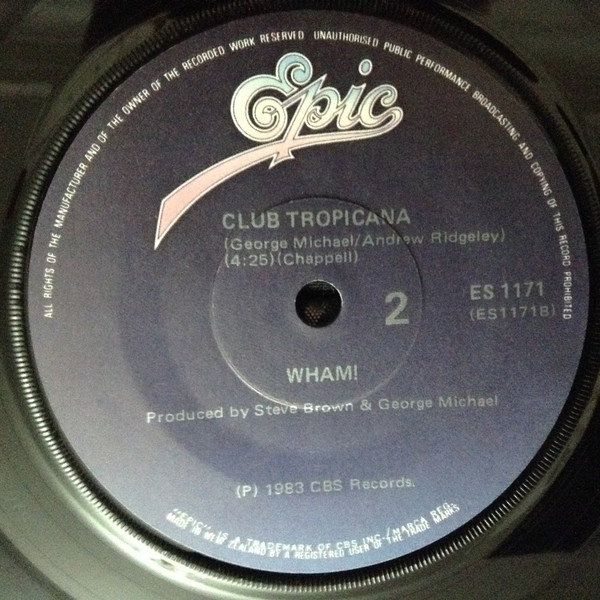 ALL RIGHTS OF THE MANUFACTURER AND OF THE OWNER OF THE RECORDED WORK RESERVED UNAUTHORISED PUBLIC PERFORMANCE BROADCASTING AND COPYING OF THIS RECORD PROHIBITED
Epic
CLUB TROPICANA
(George Michael/Andrew Ridgeley)
(4:25)(Chappell)
2
ES 1171
(ES1171B)
WHAM!
Produced by Steve Brown & George Michael
(P) 1983 CBS Records.
"EPIC" IS A TRADEMARK OF CBS INC./MARCA REG.
MADE IN NEW ZEALAND BY A REGISTERED USER OF THE TRADE MARKS